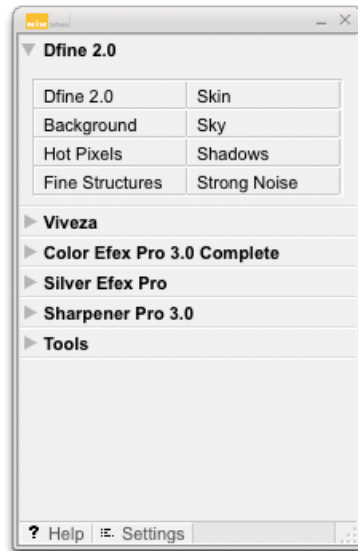 Dfine 2.0
Dfine 2.0 Skin
Background Sky
Hot Pixels Shadows
Fine Structures Strong Noise
Viveza
Color Efex Pro 3.0 Complete
Silver Efex Pro
Sharpener Pro 3.0
Tools
? Help Settings